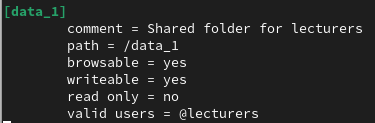 [data_1]
comment = Shared folder for lecturers
path = /data_1
browsable = yes
writeable = yes
read only = no
valid users = @lecturers